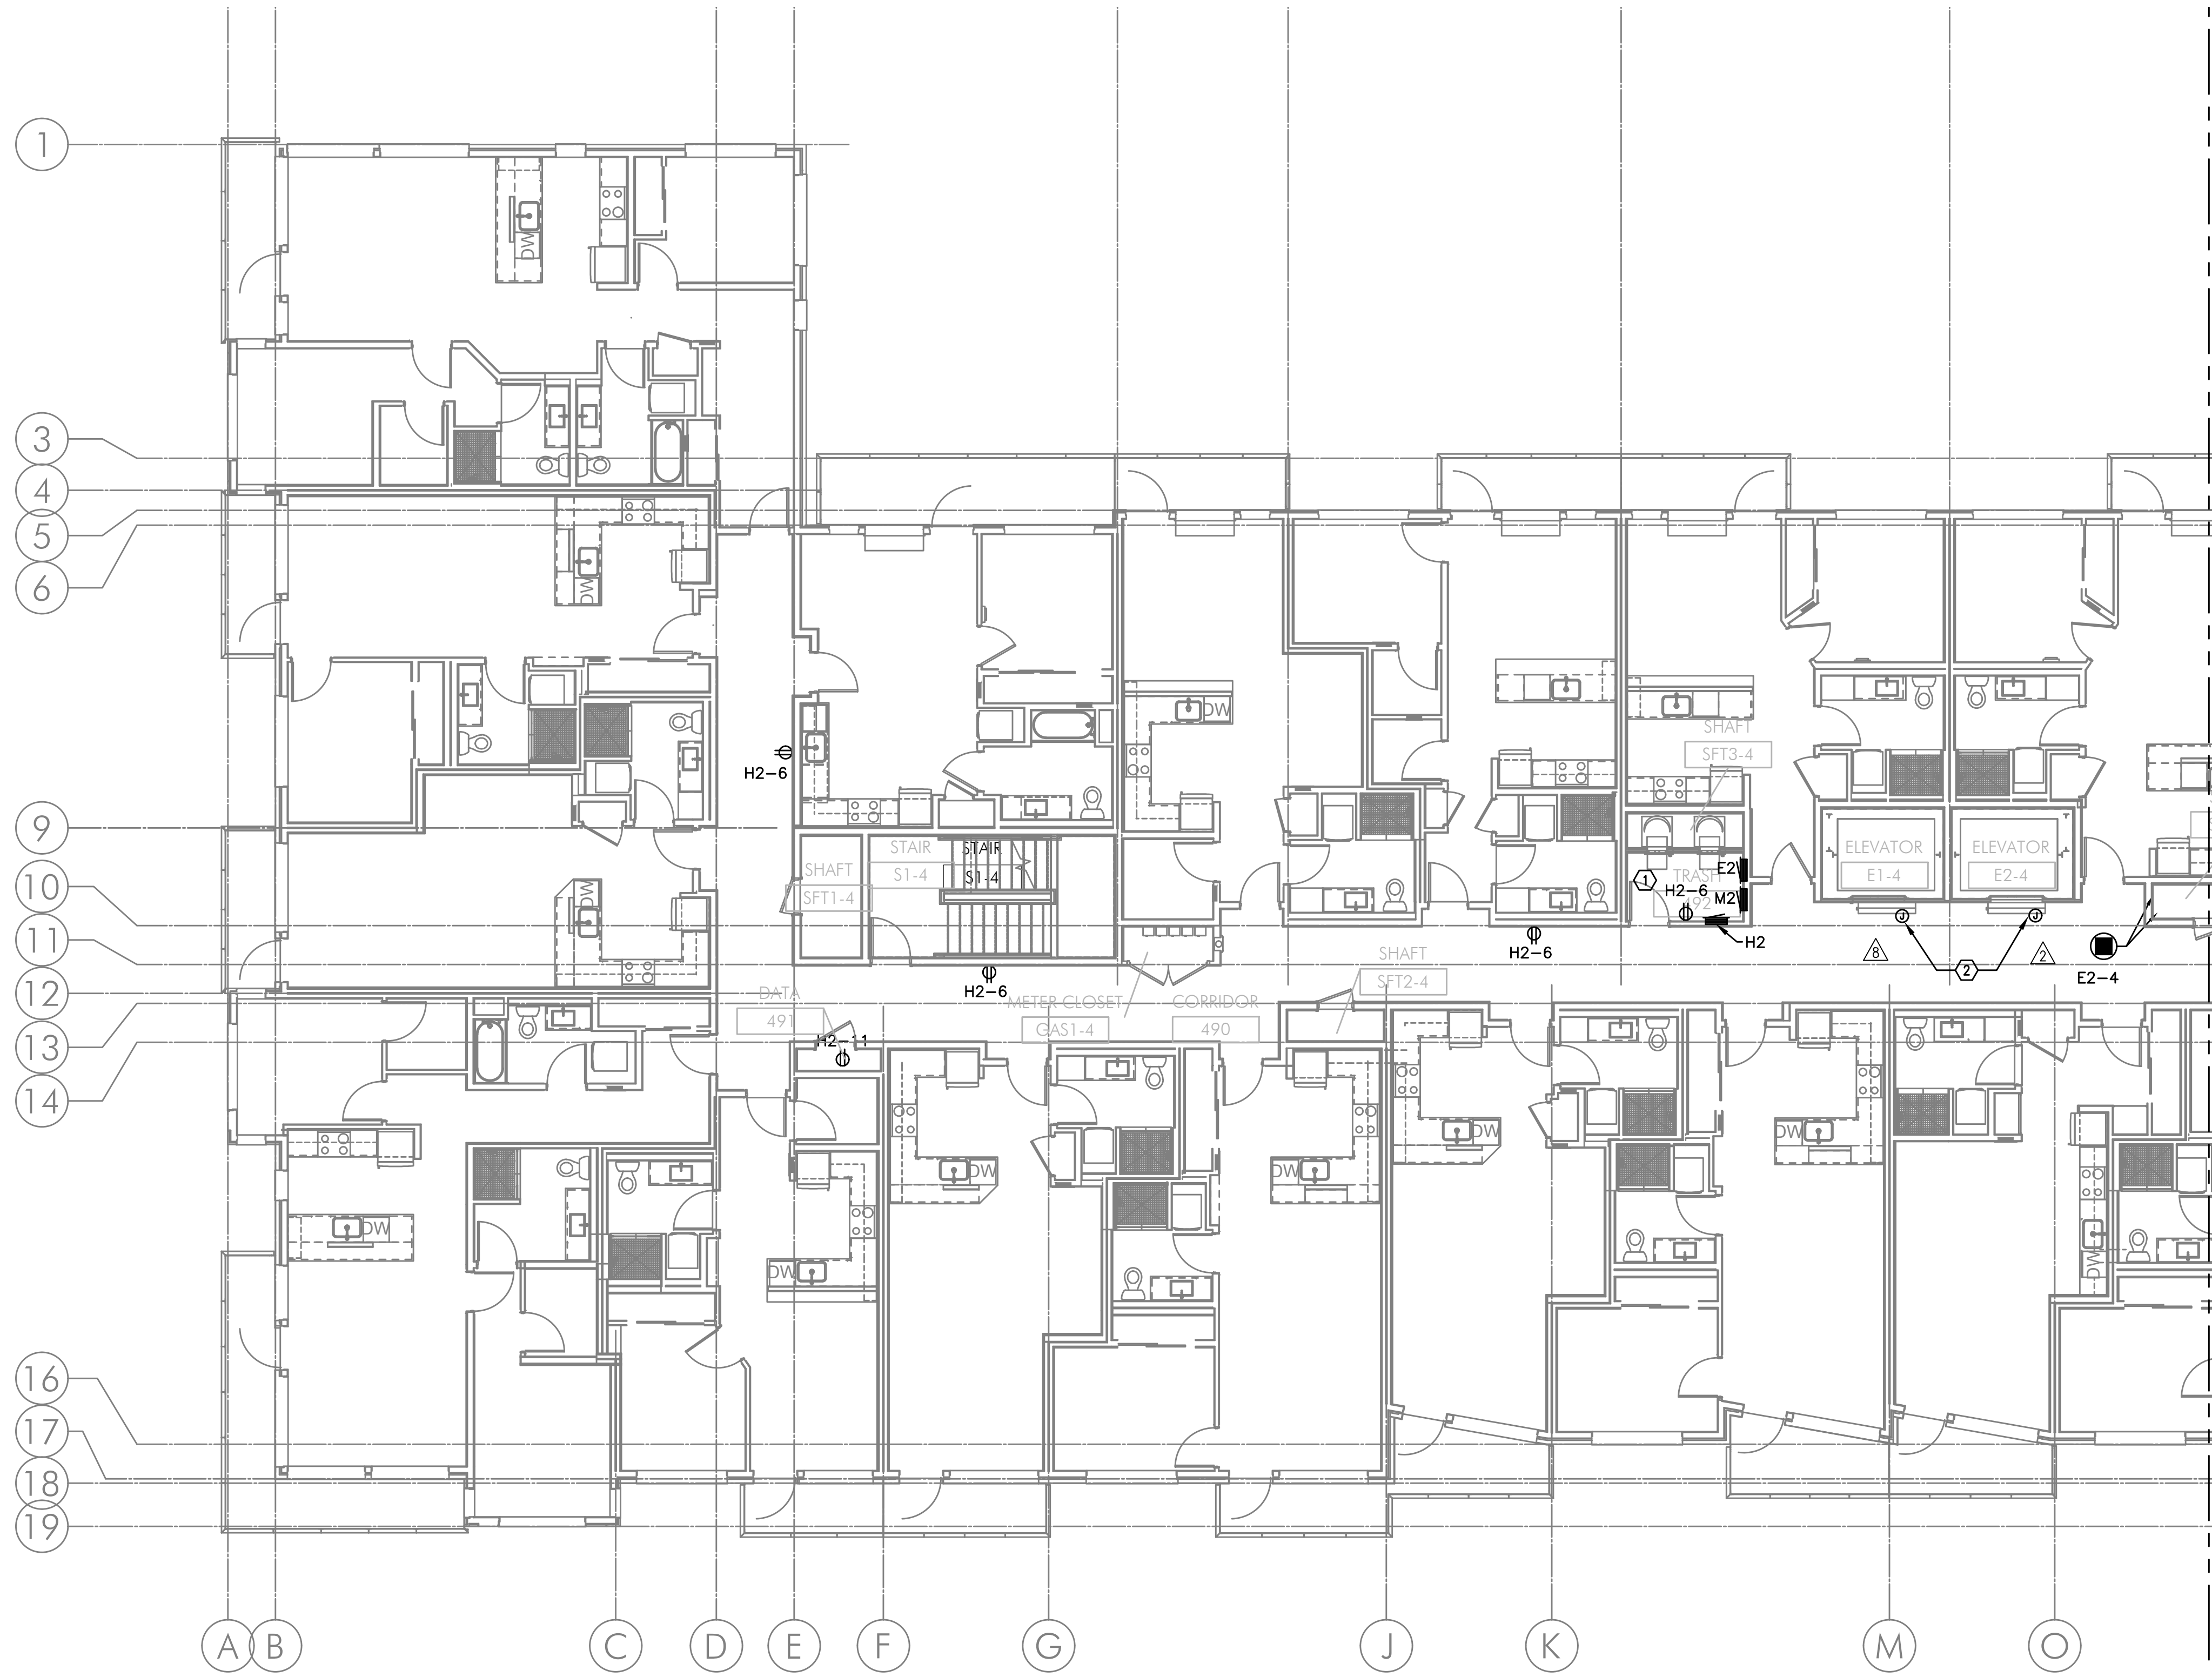 1
3
4
5
6
9
10
11
12
13
14
16
17
18
19
DW
DW
DW
DW
H2-6
SHAFT
SFT3-4
SHAFT
SFT1-4
STAIR
S1-4
STAIR
S1-4
ELEVATOR
E1-4
ELEVATOR
E2-4
E2
M2
1
TRASH
H2-6
492
H2
H2-6
H2-6
J
J
8
2
2
E2-4
SHAFT
SFT2-4
DATA
491
H2-11
METER CLOSET
GAS1-4
CORRIDOR
490
DW
DW
DW
DW
DW
DW
DW
A
B
C
D
E
F
G
J
K
M
O